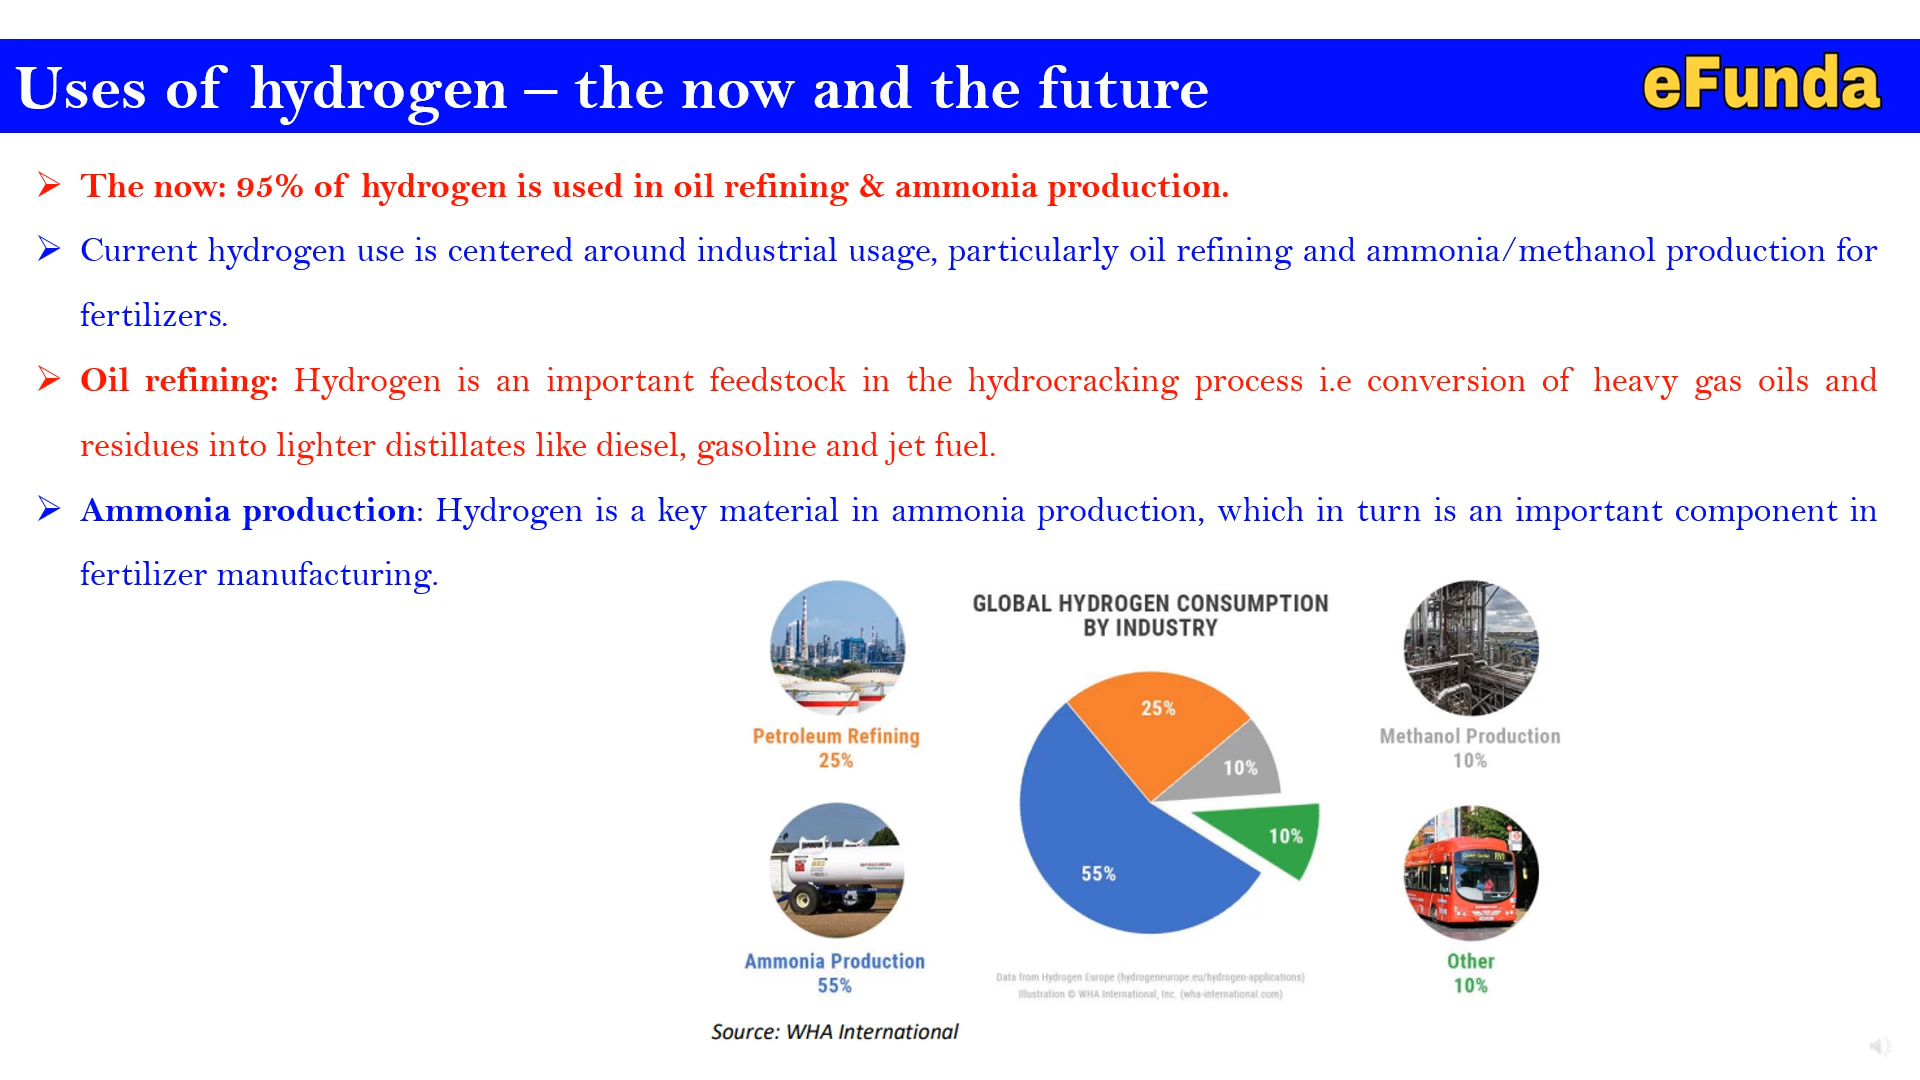 Uses of hydrogen – the now and the future
eFunda
The now: 95% of hydrogen is used in oil refining & ammonia production.
Current hydrogen use is centered around industrial usage, particularly oil refining and ammonia/methanol production for
fertilizers.
Oil refining: Hydrogen is an important feedstock in the hydrocracking process i.e conversion of heavy gas oils and
residues into lighter distillates like diesel, gasoline and jet fuel.
Ammonia production: Hydrogen is a key material in ammonia production, which in turn is an important component in
fertilizer manufacturing.
GLOBAL HYDROGEN CONSUMPTION
BY INDUSTRY
Petroleum Refining
25%
Methanol Production
10%
25%
10%
10%
55%
Ammonia Production
55%
Other
10%
Data from Hydrogen Europe (hydrogeneurope.eu/hydrogen-applications)
Illustration © WHA International, Inc. (wha-international.com)
Source: WHA International